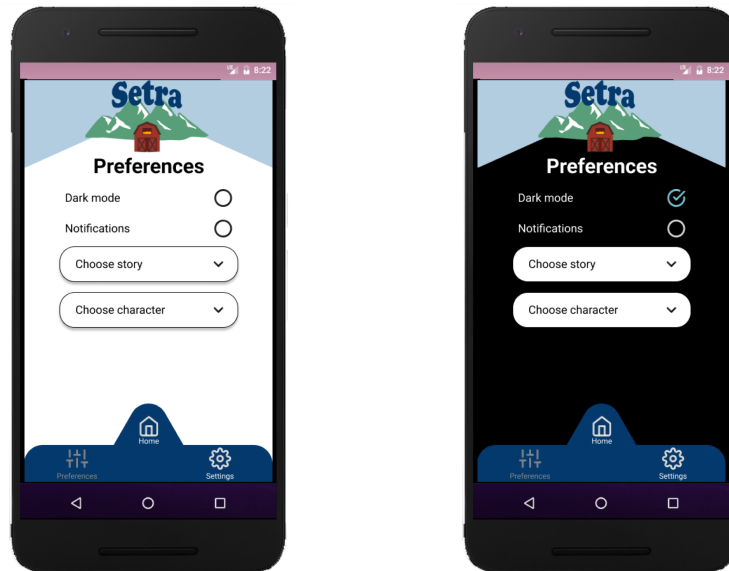 8:22
Setra
Preferences
Dark mode
Notifications
Choose story
Choose character
Home
Preferences
Settings
8:22
Setra
Preferences
Dark mode
Notifications
Choose story
Choose character
Home
Preferences
Settings